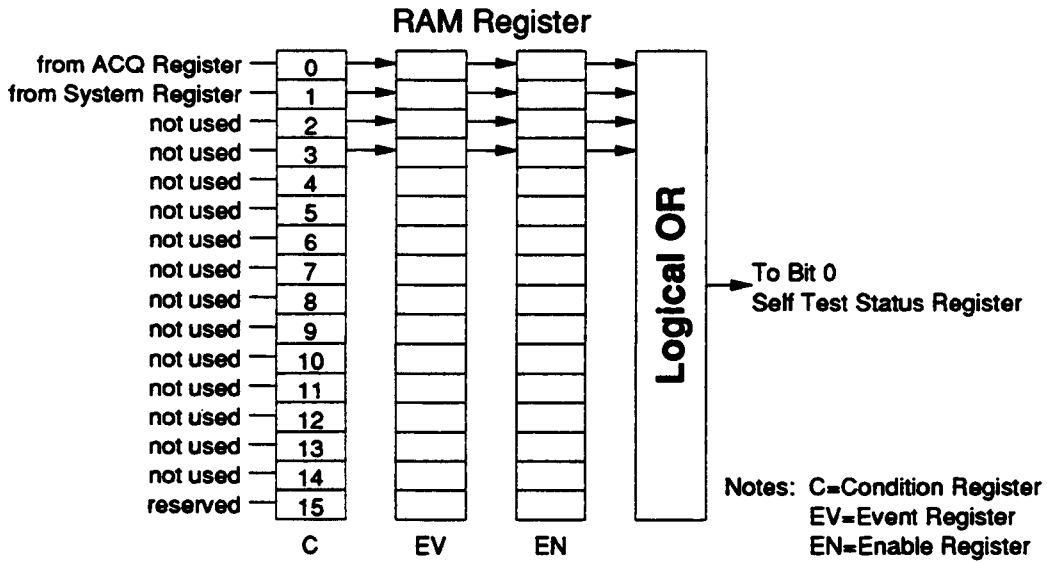 RAM Register
from ACQ Register 0
from System Register 1
not used 2
not used 3
not used 4
not used 5
not used 6
not used 7
not used 8
not used 9
not used 10
not used 11
not used 12
not used 13
not used 14
reserved 15
C EV EN
Logical OR
To Bit 0
Self Test Status Register
Notes: C=Condition Register
EV=Event Register
EN=Enable Register